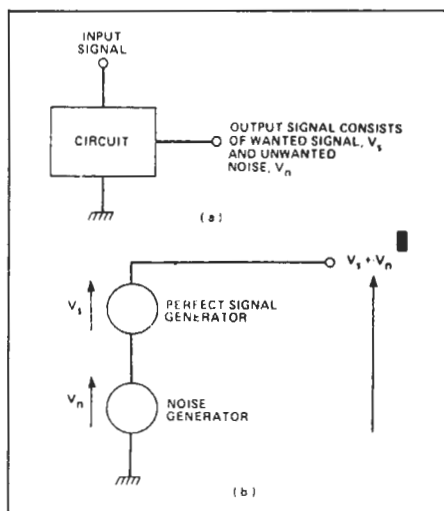 INPUT
SIGNAL
CIRCUIT
OUTPUT SIGNAL CONSISTS
OF WANTED SIGNAL, Vs
AND UNWANTED
NOISE, Vn
(a)
Vs + Vn
Vs
PERFECT SIGNAL
GENERATOR
Vn
NOISE
GENERATOR
(b)